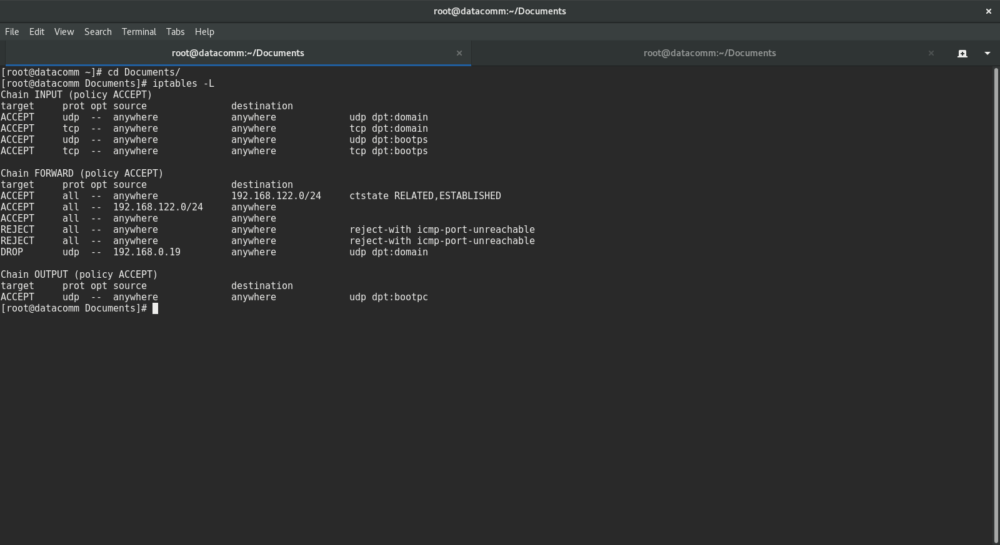 root@datacomm:~/Documents
File Edit View Search Terminal Tabs Help
root@datacomm:~/Documents root@datacomm:~/Documents
[root@datacomm ~]# cd Documents/
[root@datacomm Documents]# iptables -L
Chain INPUT (policy ACCEPT)
target     prot opt source               destination
ACCEPT     udp  --  anywhere             anywhere             udp dpt:domain
ACCEPT     tcp  --  anywhere             anywhere             tcp dpt:domain
ACCEPT     udp  --  anywhere             anywhere             udp dpt:bootps
ACCEPT     tcp  --  anywhere             anywhere             tcp dpt:bootps

Chain FORWARD (policy ACCEPT)
target     prot opt source               destination
ACCEPT     all  --  anywhere             192.168.122.0/24     ctstate RELATED,ESTABLISHED
ACCEPT     all  --  192.168.122.0/24     anywhere
ACCEPT     all  --  anywhere             anywhere
REJECT     all  --  anywhere             anywhere             reject-with icmp-port-unreachable
REJECT     all  --  anywhere             anywhere             reject-with icmp-port-unreachable
DROP       udp  --  192.168.0.19         anywhere             udp dpt:domain

Chain OUTPUT (policy ACCEPT)
target     prot opt source               destination
ACCEPT     udp  --  anywhere             anywhere             udp dpt:bootpc
[root@datacomm Documents]#